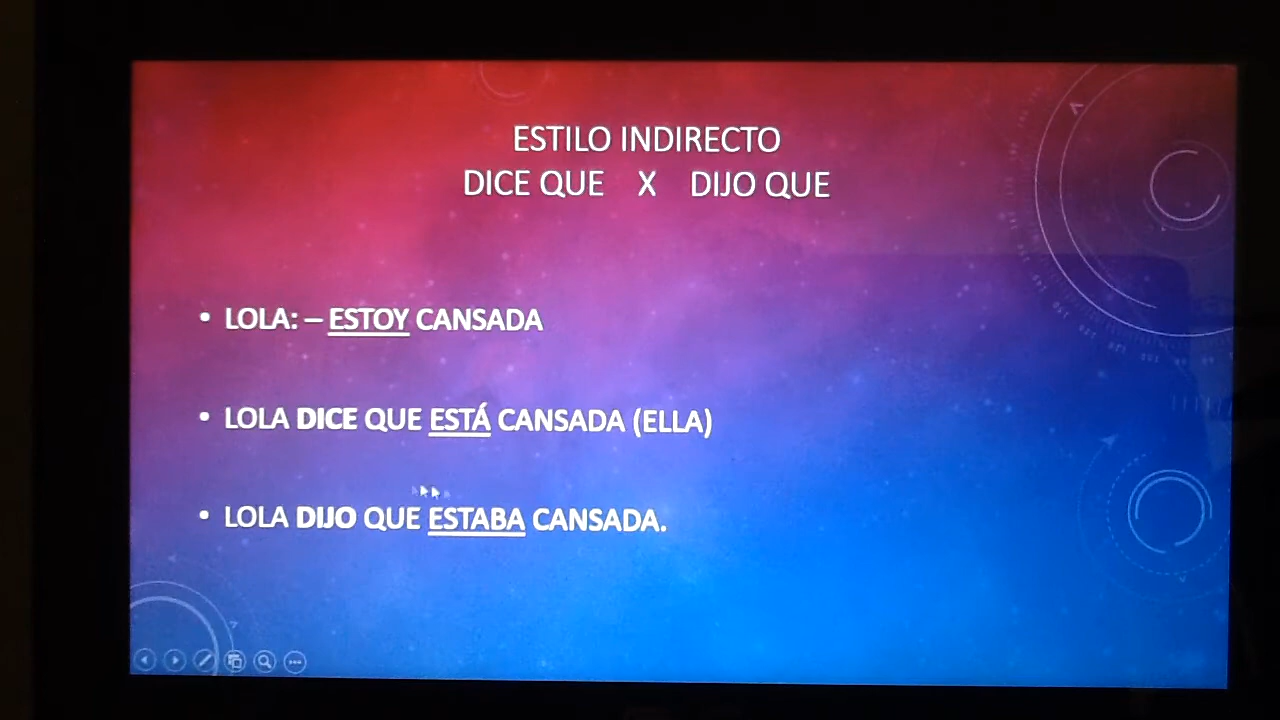 ESTILO INDIRECTO
DICE QUE X DIJO QUE
• LOLA: – ESTOY CANSADA
• LOLA DICE QUE ESTÁ CANSADA (ELLA)
• LOLA DIJO QUE ESTABA CANSADA.